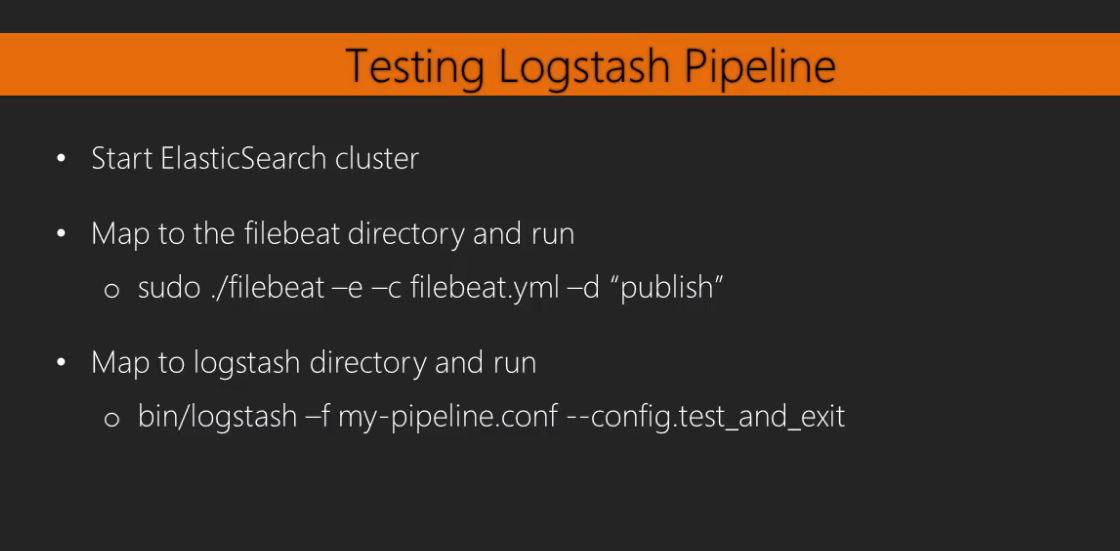 Testing Logstash Pipeline
• Start ElasticSearch cluster
• Map to the filebeat directory and run
o sudo ./filebeat –e –c filebeat.yml –d “publish”
• Map to logstash directory and run
o bin/logstash –f my-pipeline.conf --config.test_and_exit